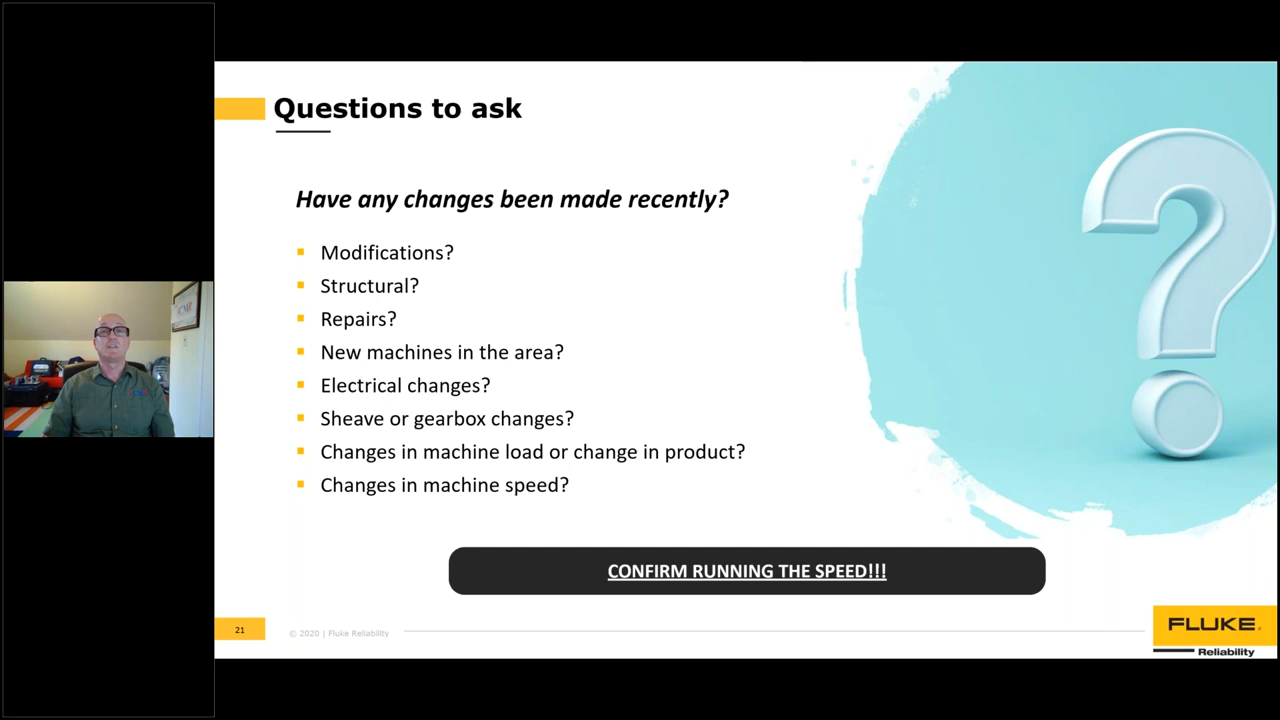 Questions to ask
Have any changes been made recently?
Modifications?
Structural?
Repairs?
New machines in the area?
Electrical changes?
Sheave or gearbox changes?
Changes in machine load or change in product?
Changes in machine speed?
CONFIRM RUNNING THE SPEED!!!
21
© 2020 | Fluke Reliability
FLUKE®
Reliability